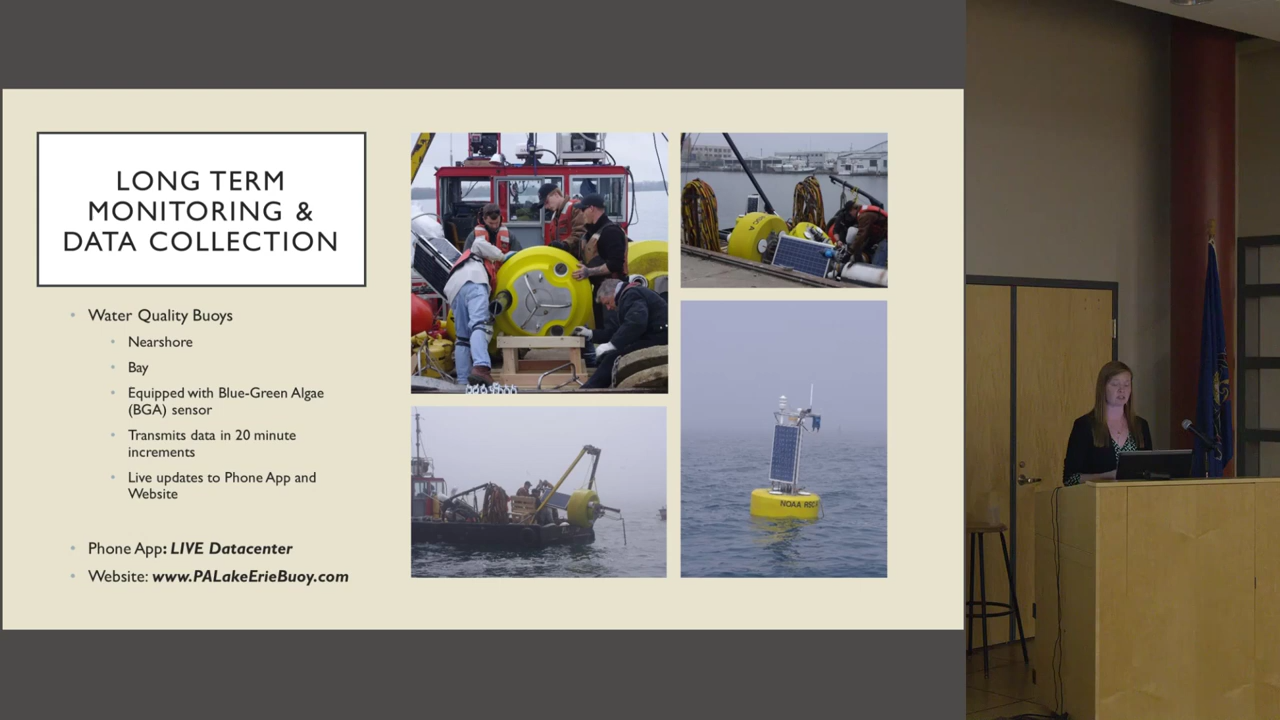 LONG TERM
MONITORING &
DATA COLLECTION
Water Quality Buoys
Nearshore
Bay
Equipped with Blue-Green Algae
(BGA) sensor
Transmits data in 20 minute
increments
Live updates to Phone App and
Website
Phone App: LIVE Datacenter
Website: www.PALakeErieBuoy.com
NOAA